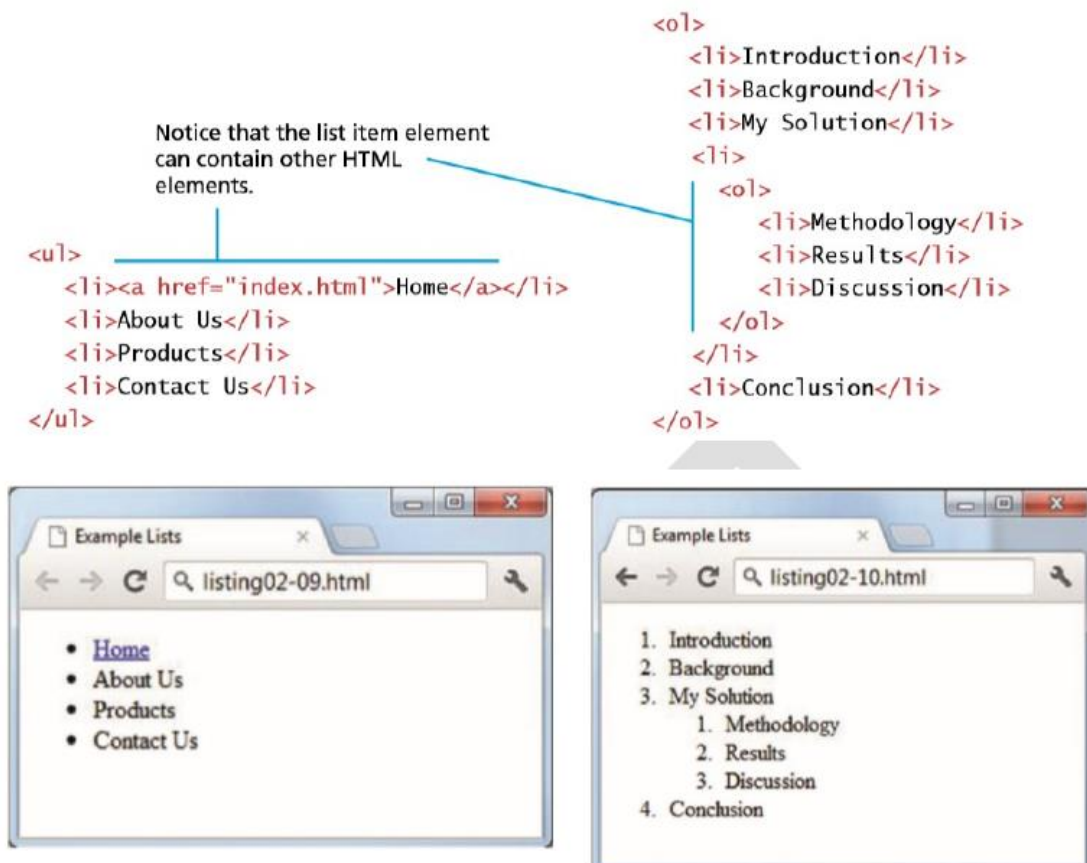 Notice that the list item element
can contain other HTML
elements.
<ul>
<li><a href="index.html">Home</a></li>
<li>About Us</li>
<li>Products</li>
<li>Contact Us</li>
</ul>
<ol>
<li>Introduction</li>
<li>Background</li>
<li>My Solution</li>
<li>
<ol>
<li>Methodology</li>
<li>Results</li>
<li>Discussion</li>
</ol>
</li>
<li>Conclusion</li>
</ol>
Example Lists
listing02-09.html
• Home
• About Us
• Products
• Contact Us
Example Lists
listing02-10.html
1. Introduction
2. Background
3. My Solution
1. Methodology
2. Results
3. Discussion
4. Conclusion